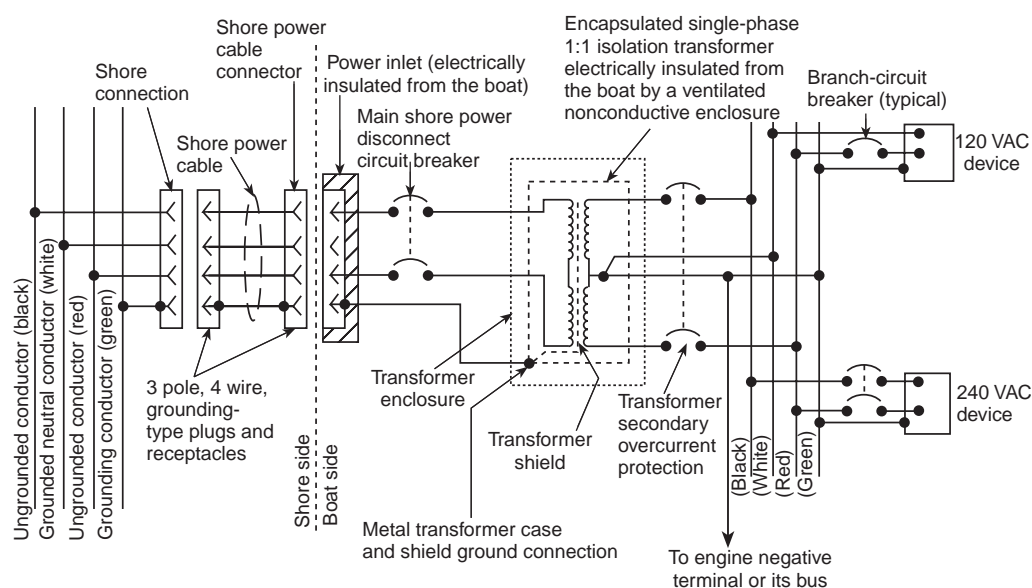 Shore
connection
Shore power
cable
Shore power
cable
connector
Power inlet (electrically
insulated from the boat)
Main shore power
disconnect
circuit breaker
Encapsulated single-phase
1:1 isolation transformer
electrically insulated from
the boat by a ventilated
nonconductive enclosure
Branch-circuit
breaker (typical)
120 VAC
device
Ungrounded conductor (black)
Grounded neutral conductor (white)
Ungrounded conductor (red)
Grounding conductor (green)
3 pole, 4 wire,
grounding-
type plugs and
receptacles
Shore side
Boat side
Transformer
enclosure
Metal transformer case
and shield ground connection
Transformer
shield
Transformer
secondary
overcurrent
protection
(Black)
(White)
(Red)
(Green)
240 VAC
device
To engine negative
terminal or its bus